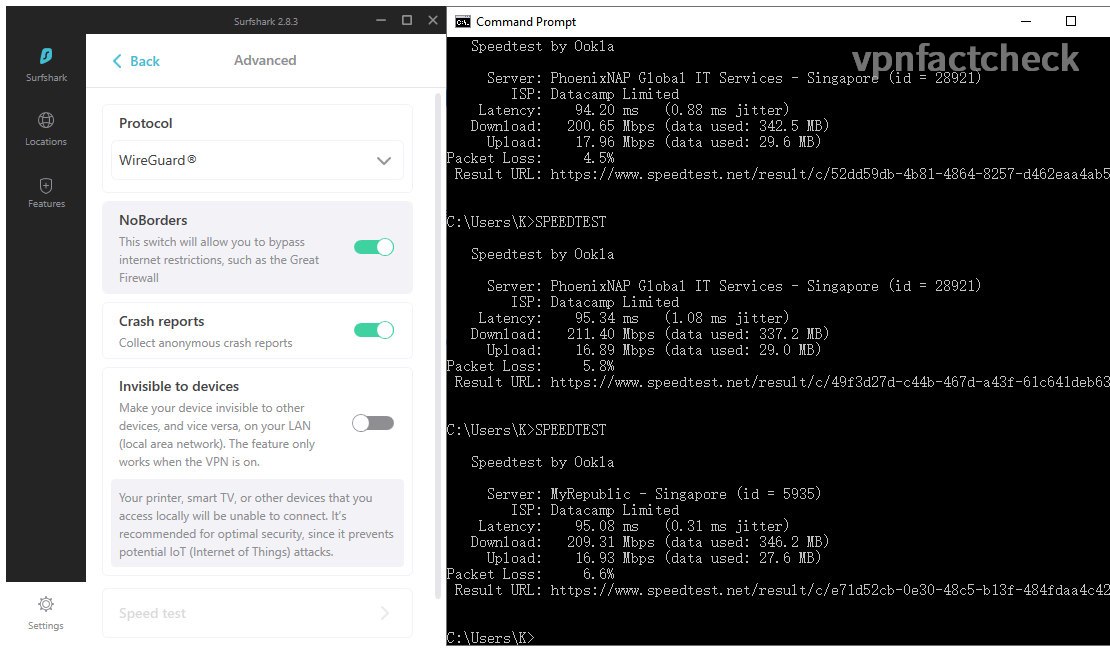 Surfshark 2.8.3
Surfshark
Locations
Features
Settings
Back
Advanced
Protocol
WireGuard®
NoBorders
This switch will allow you to bypass
internet restrictions, such as the Great
Firewall
Crash reports
Collect anonymous crash reports
Invisible to devices
Make your device invisible to other
devices, and vice versa, on your LAN
(local area network). The feature only
works when the VPN is on.
Your printer, smart TV, or other devices that you
access locally will be unable to connect. It's
recommended for optimal security, since it prevents
potential IoT (Internet of Things) attacks.
Speed test
Command Prompt
vpnfactcheck
Speedtest by Ookla
Server: PhoenixNAP Global IT Services - Singapore (id = 28921)
ISP: Datacamp Limited
Latency: 94.20 ms (0.88 ms jitter)
Download: 200.65 Mbps (data used: 342.5 MB)
Upload: 17.96 Mbps (data used: 29.6 MB)
Packet Loss: 4.5%
Result URL: https://www.speedtest.net/result/c/52dd59db-4b81-4864-8257-d462eaa4ab5
C:\Users\K>SPEEDTEST
Speedtest by Ookla
Server: PhoenixNAP Global IT Services - Singapore (id = 28921)
ISP: Datacamp Limited
Latency: 95.34 ms (1.08 ms jitter)
Download: 211.40 Mbps (data used: 337.2 MB)
Upload: 16.89 Mbps (data used: 29.0 MB)
Packet Loss: 5.8%
Result URL: https://www.speedtest.net/result/c/49f3d27d-c44b-467d-a43f-61c641deb63
C:\Users\K>SPEEDTEST
Speedtest by Ookla
Server: MyRepublic - Singapore (id = 5935)
ISP: Datacamp Limited
Latency: 95.08 ms (0.31 ms jitter)
Download: 209.31 Mbps (data used: 346.2 MB)
Upload: 16.93 Mbps (data used: 27.6 MB)
Packet Loss: 6.6%
Result URL: https://www.speedtest.net/result/c/e71d52cb-0e30-48c5-b13f-484fdaa4c42
C:\Users\K>